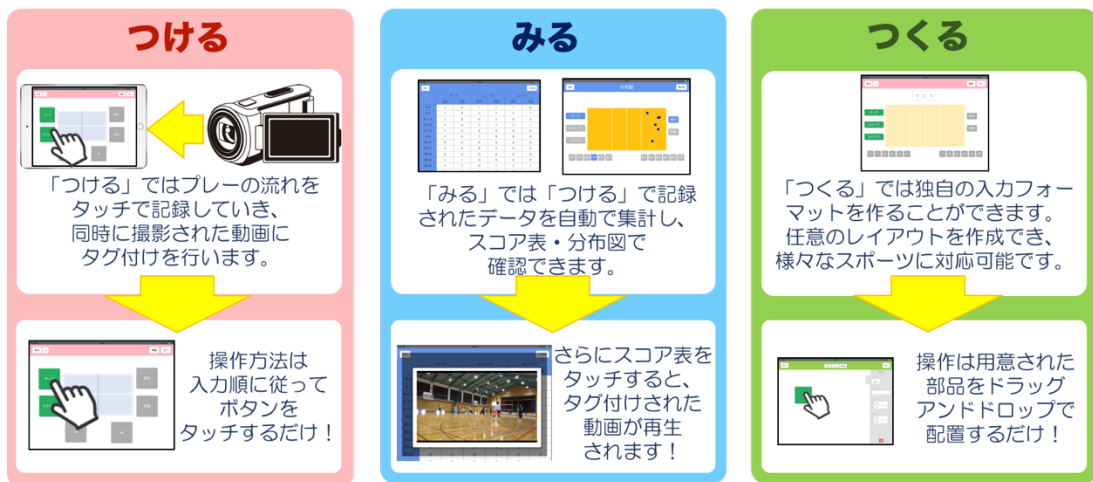 つける
「つける」ではプレーの流れを
タッチで記録していき、
同時に撮影された動画に
タグ付けを行います。
操作方法は
入力順に従って
ボタンを
タッチするだけ！
みる
分布図
「みる」では「つける」で記録
されたデータを自動で集計し、
スコア表・分布図で
確認できます。
さらにスコア表を
タッチすると、
タグ付けされた
動画が再生
されます！
つくる
「つくる」では独自の入力フォー
マットを作ることができます。
任意のレイアウトを作成でき、
様々なスポーツに対応可能です。
操作は用意された
部品をドラッグ
アンドドロップで
配置するだけ！